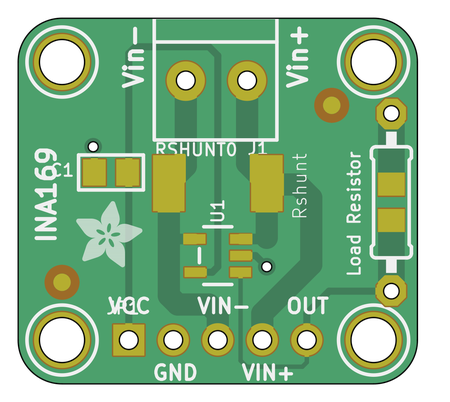 Vin-
Vin+
RSHUNT0
J1
C1
INA169
Rshunt
Load Resistor
U1
VCC
VIN-
OUT
GND
VIN+